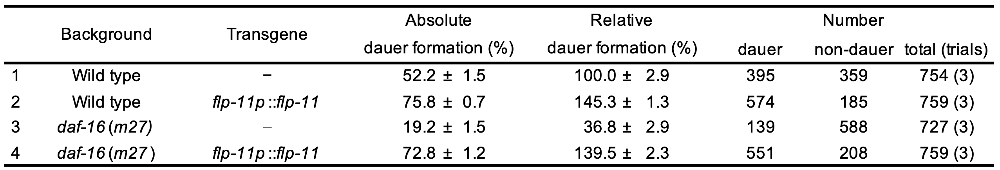 Background Transgene Absolute dauer formation (%) Relative dauer formation (%) Number dauer non-dauer total (trials)
1 Wild type − 52.2 ± 1.5 100.0 ± 2.9 395 359 754 (3)
2 Wild type flp-11p::flp-11 75.8 ± 0.7 145.3 ± 1.3 574 185 759 (3)
3 daf-16(m27) – 19.2 ± 1.5 36.8 ± 2.9 139 588 727 (3)
4 daf-16(m27) flp-11p::flp-11 72.8 ± 1.2 139.5 ± 2.3 551 208 759 (3)